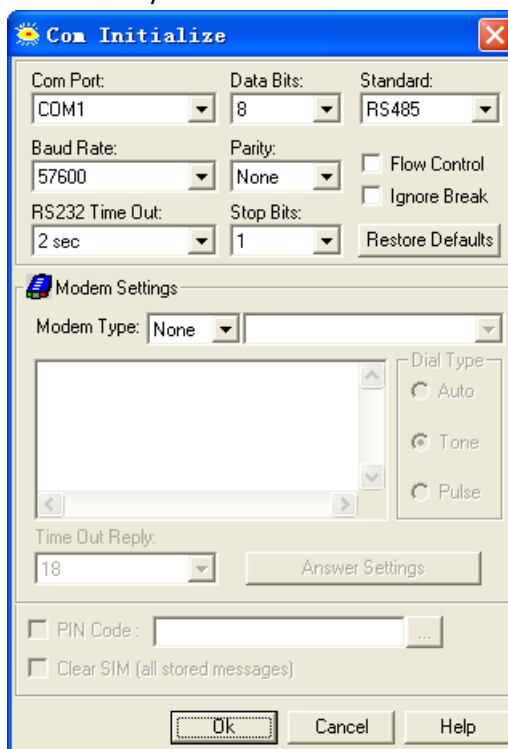 Com Initialize
Com Port: Data Bits: Standard:
COM1 8 RS485
Baud Rate: Parity:
57600 None Flow Control
Ignore Break
RS232 Time Out: Stop Bits:
2 sec 1 Restore Defaults
Modem Settings
Modem Type: None
Dial Type
Auto
Tone
Pulse
Time Out Reply:
18 Answer Settings
PIN Code : ...
Clear SIM (all stored messages)
Ok Cancel Help